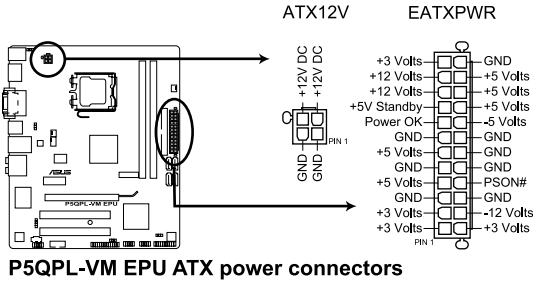 ATX12V
EATXPWR
+12V DC
+12V DC
GND
GND
PIN 1
+3 Volts GND
+12 Volts +5 Volts
+12 Volts +5 Volts
+5V Standby +5 Volts
Power OK -5 Volts
GND GND
+5 Volts GND
GND GND
+5 Volts PSON#
GND GND
+3 Volts -12 Volts
+3 Volts +3 Volts
PIN 1
ASUS
P5QPL-VM EPU
P5QPL-VM EPU ATX power connectors